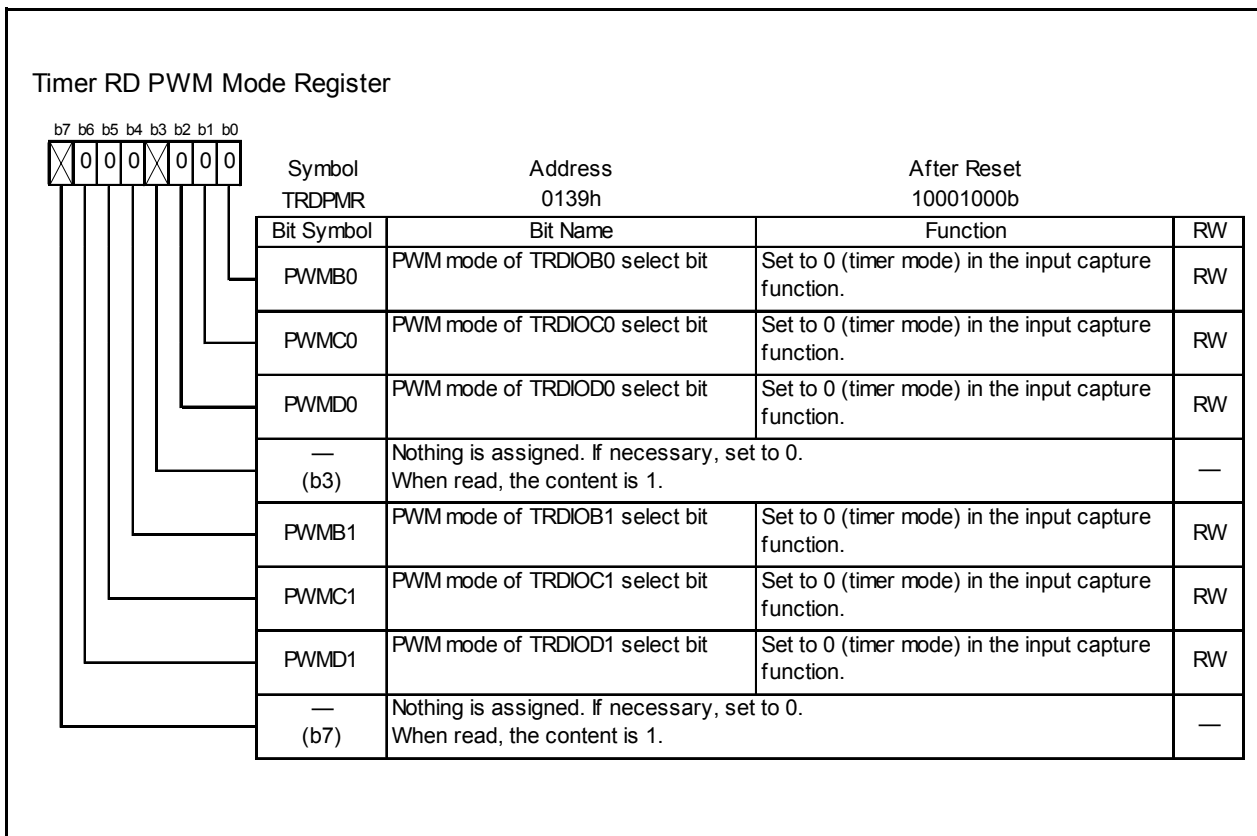 Timer RD PWM Mode Register
b7 b6 b5 b4 b3 b2 b1 b0
0 0 0 0 0 0
Symbol Address After Reset
TRDPMR 0139h 10001000b
Bit Symbol Bit Name Function RW
PWMB0 PWM mode of TRDIOB0 select bit Set to 0 (timer mode) in the input capture function. RW
PWMC0 PWM mode of TRDIOC0 select bit Set to 0 (timer mode) in the input capture function. RW
PWMD0 PWM mode of TRDIOD0 select bit Set to 0 (timer mode) in the input capture function. RW
— Nothing is assigned. If necessary, set to 0.
(b3) When read, the content is 1. —
PWMB1 PWM mode of TRDIOB1 select bit Set to 0 (timer mode) in the input capture function. RW
PWMC1 PWM mode of TRDIOC1 select bit Set to 0 (timer mode) in the input capture function. RW
PWMD1 PWM mode of TRDIOD1 select bit Set to 0 (timer mode) in the input capture function. RW
— Nothing is assigned. If necessary, set to 0.
(b7) When read, the content is 1. —